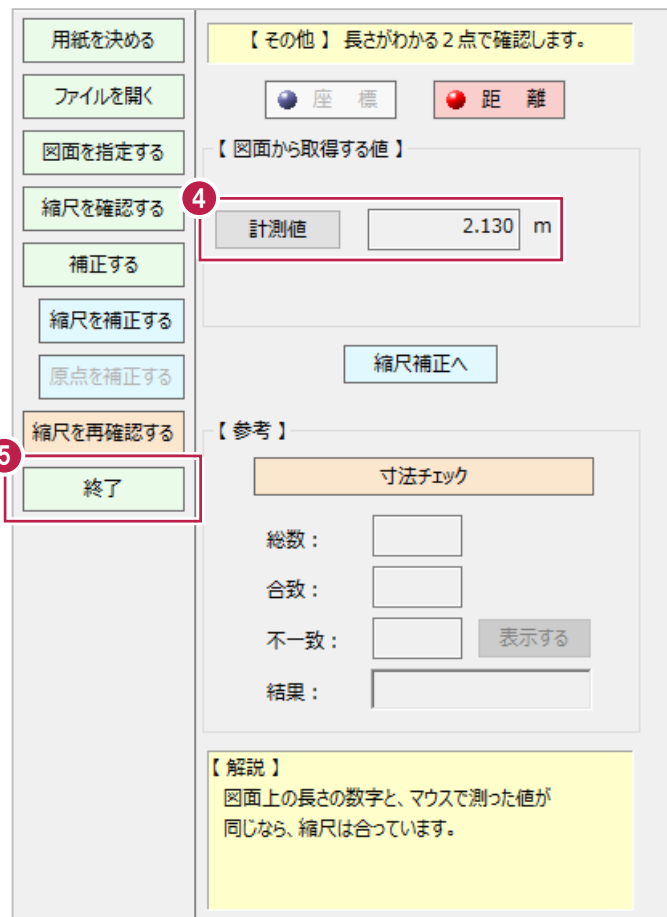 用紙を決める
ファイルを開く
図面を指定する
縮尺を確認する
補正する
縮尺を補正する
原点を補正する
縮尺を再確認する
5
終了
【 その他 】 長さがわかる2点で確認します。
座 標
距 離
【 図面から取得する値 】
4
計測値 2.130 m
縮尺補正へ
【 参考 】
寸法チェック
総数：
合致：
不一致： 表示する
結果：
【 解説 】
図面上の長さの数字と、マウスで測った値が
同じなら、縮尺は合っています。